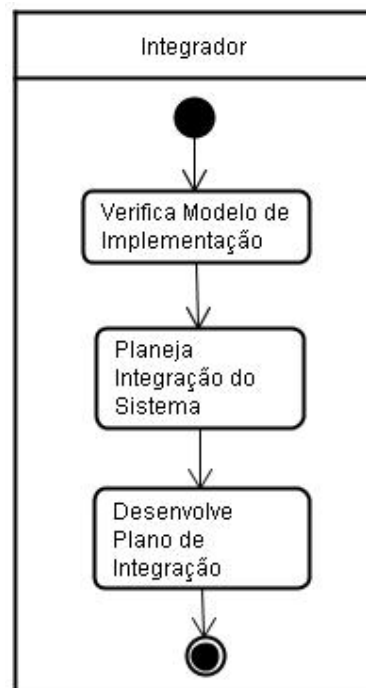 Integrador
Verifica Modelo de
Implementação
Planeja
Integração do
Sistema
Desenvolve
Plano de
Integração